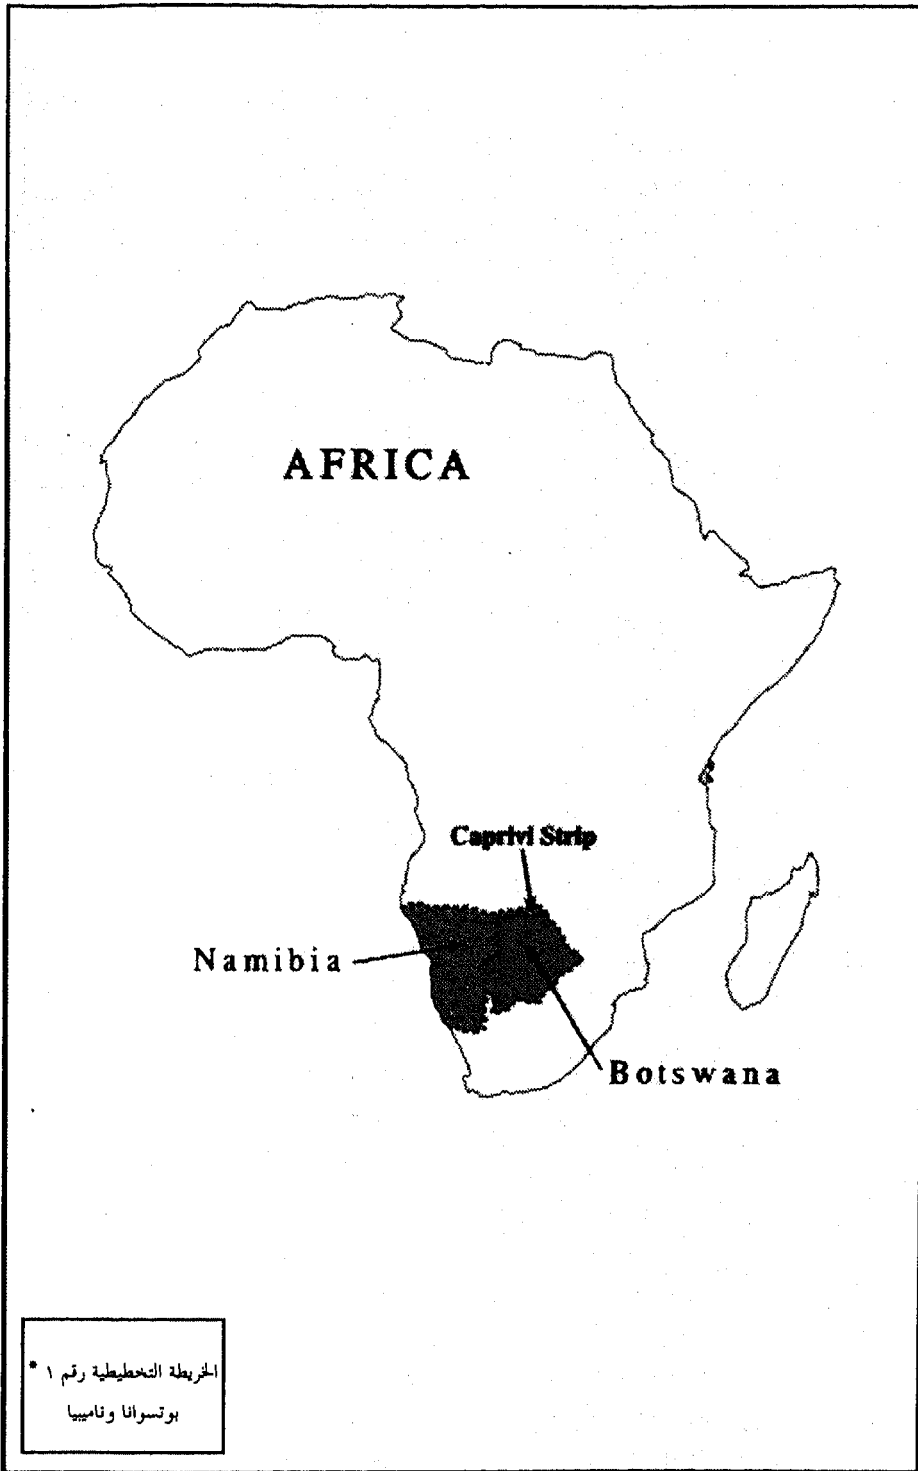 AFRICA
Caprivi Strip
Namibia
Botswana
الخريطة التخطيطية رقم ١ *
بوتسوانا وناميبيا